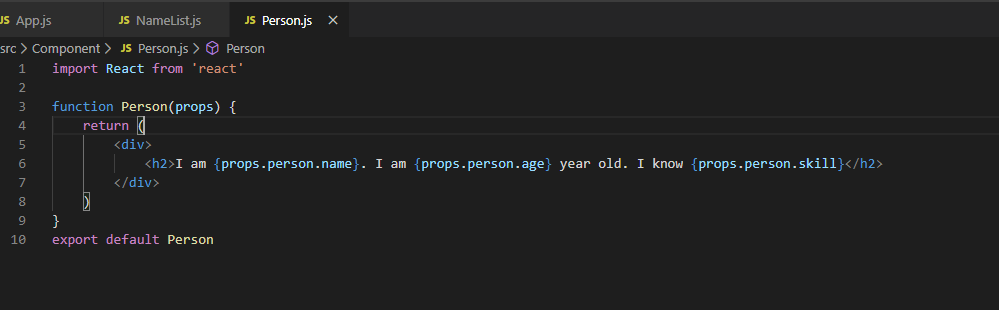 JS App.js JS NameList.js JS Person.js ×
src > Component > JS Person.js > Person
1 import React from 'react'
2
3 function Person(props) {
4 return (
5 <div>
6 <h2>I am {props.person.name}. I am {props.person.age} year old. I know {props.person.skill}</h2>
7 </div>
8 )
9 }
10 export default Person